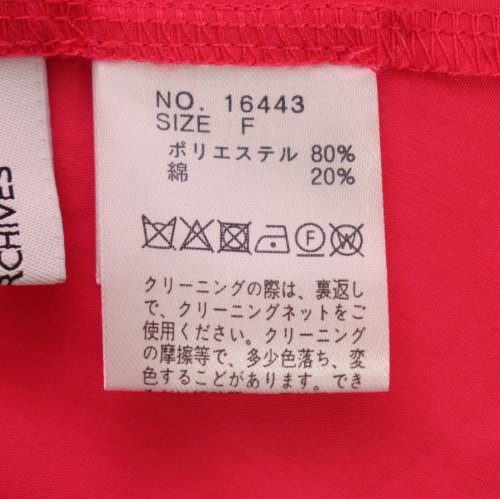 NO. 16443
SIZE F
ポリエステル 80%
綿 20%
F
W
クリーニングの際は、裏返し
で、クリーニングネットをご
使用ください。クリーニング
の摩擦等で、多少色落ち、変
色することがあります。でき
RCHIVES